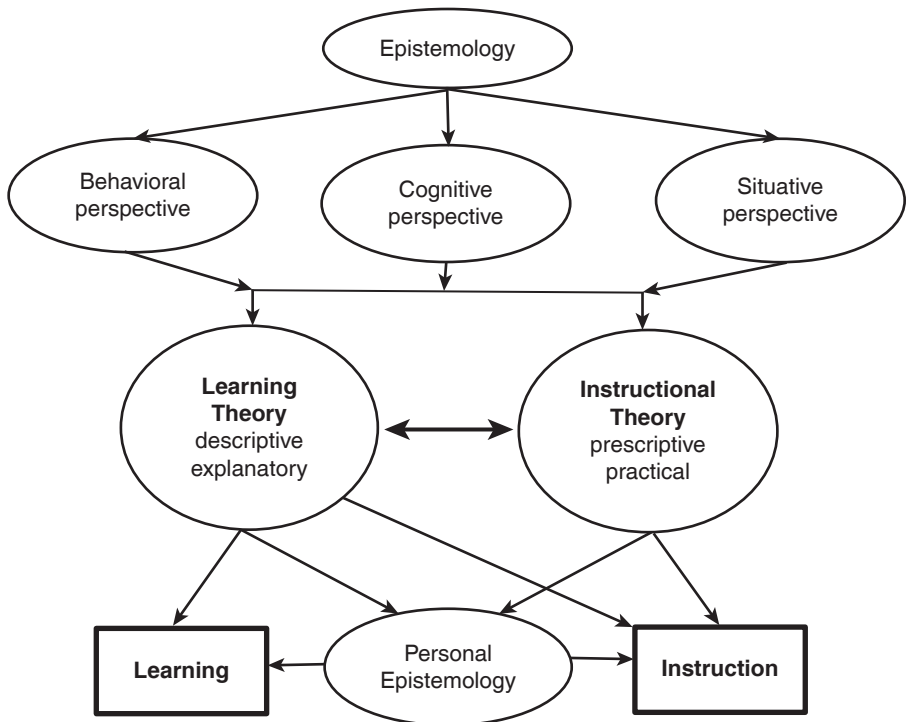 Epistemology
Behavioral
perspective
Cognitive
perspective
Situative
perspective
Learning
Theory
descriptive
explanatory
Instructional
Theory
prescriptive
practical
Learning
Personal
Epistemology
Instruction